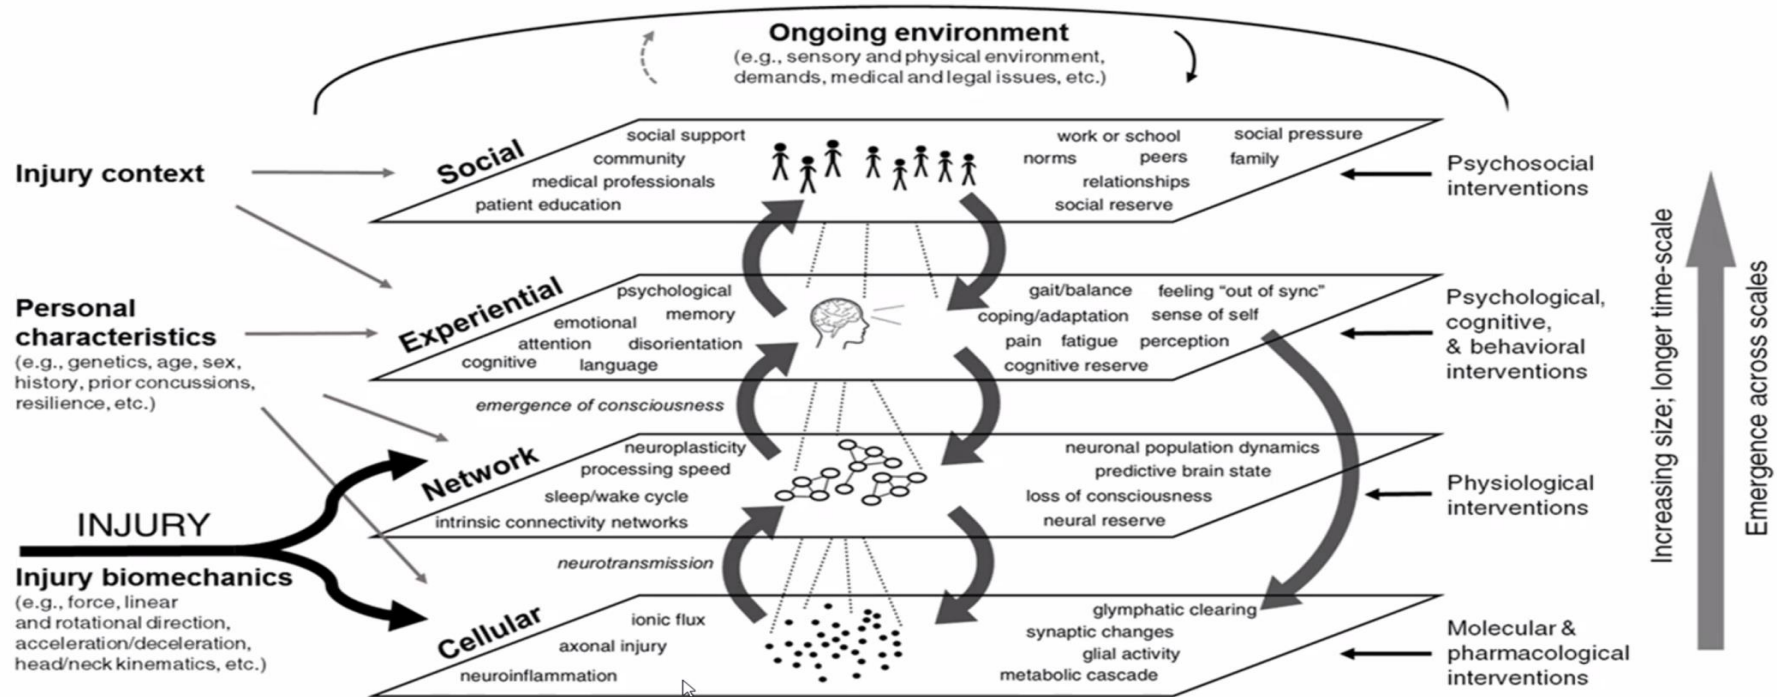 Ongoing environment
(e.g., sensory and physical environment,
demands, medical and legal issues, etc.)
Injury context
Social
social support
community
medical professionals
patient education
work or school
social pressure
norms
peers
family
relationships
social reserve
Psychosocial
interventions
Personal
characteristics
(e.g., genetics, age, sex,
history, prior concussions,
resilience, etc.)
Experiential
psychological
memory
emotional
attention
disorientation
cognitive
language
gait/balance
feeling “out of sync”
coping/adaptation
sense of self
pain
fatigue
perception
cognitive reserve
Psychological,
cognitive,
& behavioral
interventions
emergence of consciousness
Network
neuroplasticity
processing speed
sleep/wake cycle
intrinsic connectivity networks
neuronal population dynamics
predictive brain state
loss of consciousness
neural reserve
Physiological
interventions
INJURY
Injury biomechanics
(e.g., force, linear
and rotational direction,
acceleration/deceleration,
head/neck kinematics, etc.)
neurotransmission
Cellular
ionic flux
axonal injury
neuroinflammation
glymphatic clearing
synaptic changes
glial activity
metabolic cascade
Molecular &
pharmacological
interventions
Increasing size; longer time-scale
Emergence across scales